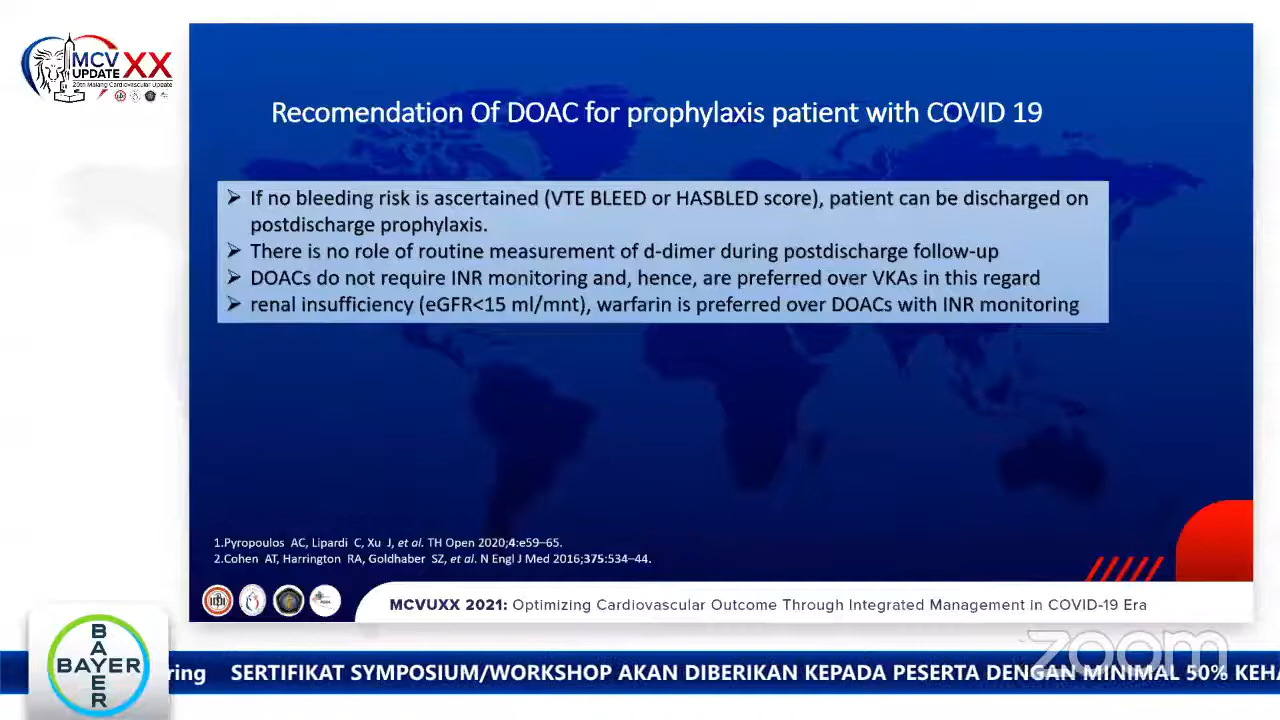 MCV
UPDATE XX
20th Malang Cardiovascular Update
Recomendation Of DOAC for prophylaxis patient with COVID 19
➢ If no bleeding risk is ascertained (VTE BLEED or HASBLED score), patient can be discharged on
postdischarge prophylaxis.
➢ There is no role of routine measurement of d-dimer during postdischarge follow-up
➢ DOACs do not require INR monitoring and, hence, are preferred over VKAs in this regard
➢ renal insufficiency (eGFR<15 ml/mnt), warfarin is preferred over DOACs with INR monitoring
1.Pyropoulos AC, Lipardi C, Xu J, et al. TH Open 2020;4:e59–65.
2.Cohen AT, Harrington RA, Goldhaber SZ, et al. N Engl J Med 2016;375:534–44.
MCVUXX 2021: Optimizing Cardiovascular Outcome Through Integrated Management in COVID-19 Era
zoom
BAYER
BAYER
ring SERTIFIKAT SYMPOSIUM/WORKSHOP AKAN DIBERIKAN KEPADA PESERTA DENGAN MINIMAL 50% KEHA